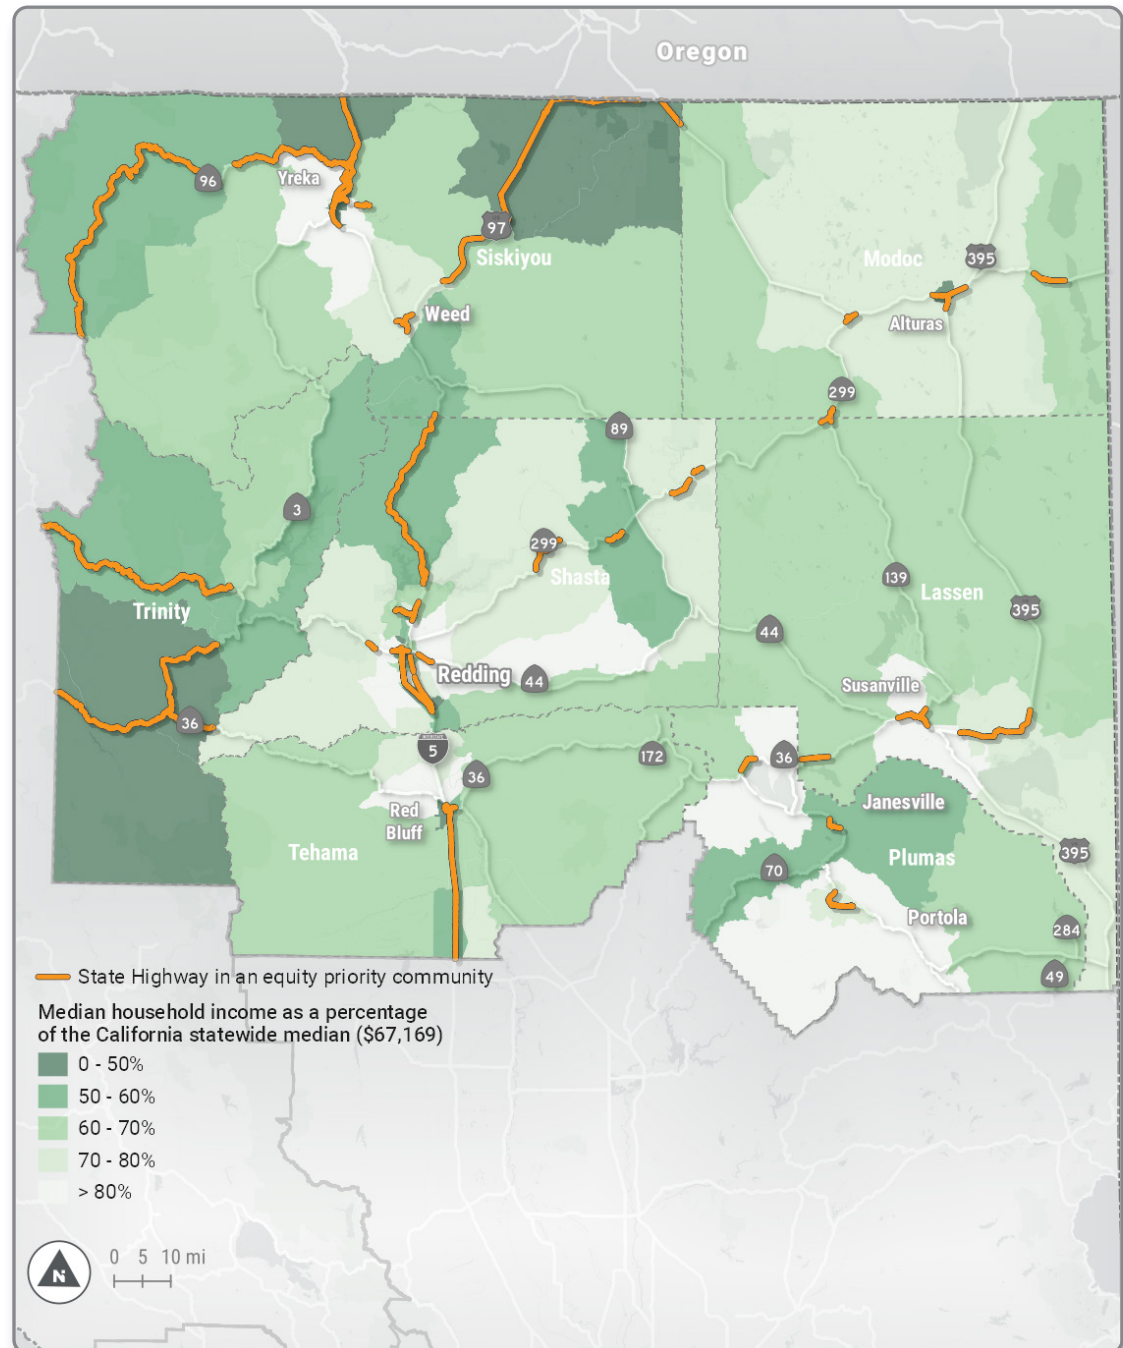 Oregon
96
Yreka
97
Siskiyou
Modoc
395
Weed
Alturas
299
89
3
299
Shasta
139
Lassen
395
Trinity
44
Redding
44
Susanville
36
5
36
172
36
Red
Bluff
Janesville
Tehama
Plumas
395
70
Portola
284
49
State Highway in an equity priority community
Median household income as a percentage
of the California statewide median ($67,169)
0 - 50%
50 - 60%
60 - 70%
70 - 80%
> 80%
N
0 5 10 mi